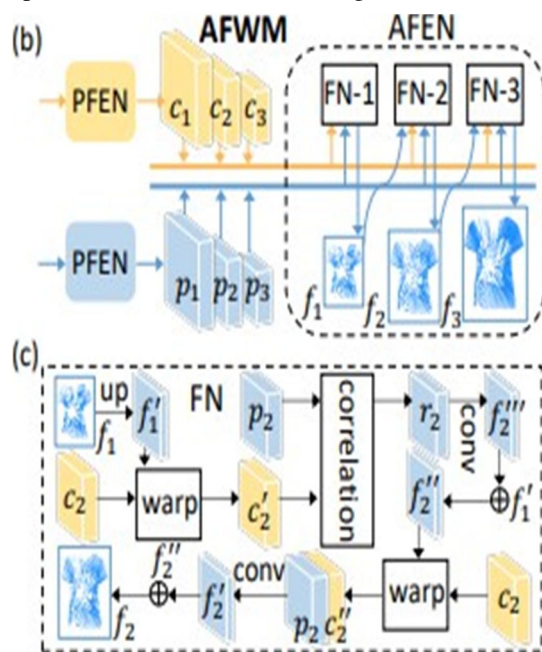 (b) AFWM AFEN
PFEN c₁ c₂ c₃ FN-1 FN-2 FN-3
PFEN p₁ p₂ p₃ f₁ f₂ f₃
(c) FN
f₁ up f₁′ p₂ correlation r₂ conv f₂‴
c₂ warp c₂′ f₂″ ⊕ f₁′
f₂ ⊕ f₂″ f₂′ conv p₂ c₂″ warp c₂